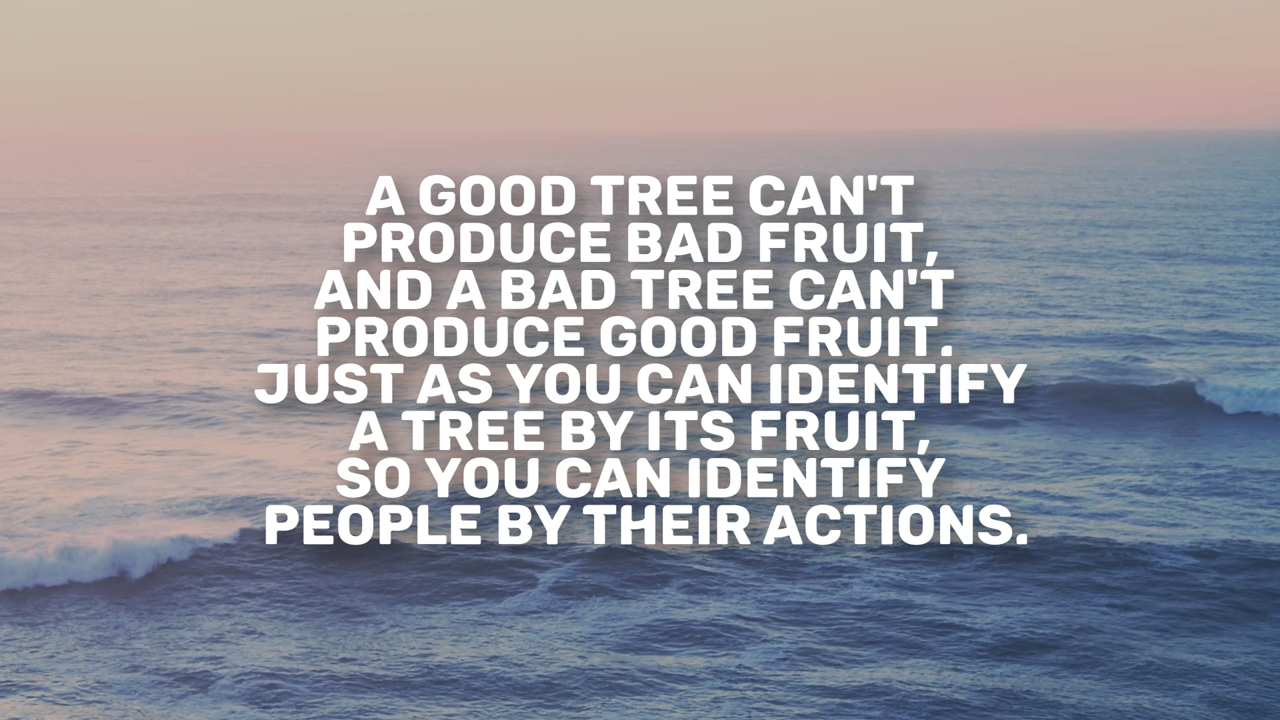 A GOOD TREE CAN'T
PRODUCE BAD FRUIT,
AND A BAD TREE CAN'T
PRODUCE GOOD FRUIT.
JUST AS YOU CAN IDENTIFY
A TREE BY ITS FRUIT,
SO YOU CAN IDENTIFY
PEOPLE BY THEIR ACTIONS.